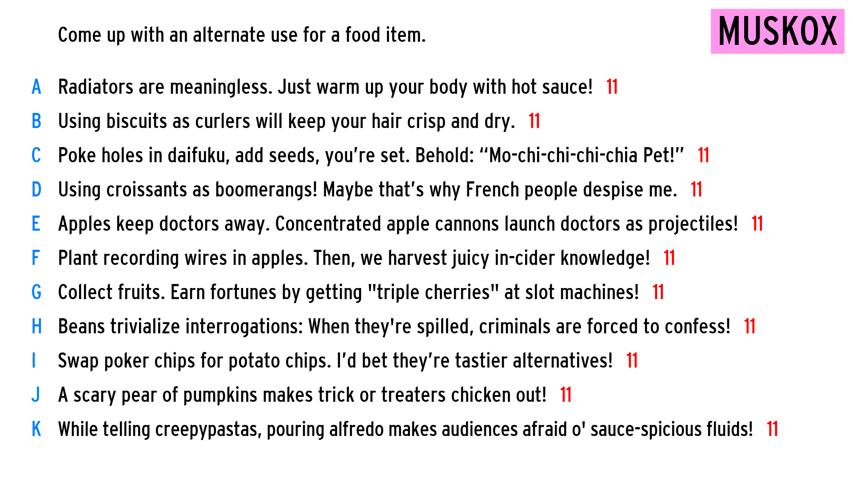 Come up with an alternate use for a food item.
MUSKOX
A Radiators are meaningless. Just warm up your body with hot sauce! 11
B Using biscuits as curlers will keep your hair crisp and dry. 11
C Poke holes in daifuku, add seeds, you’re set. Behold: “Mo-chi-chi-chi-chia Pet!” 11
D Using croissants as boomerangs! Maybe that’s why French people despise me. 11
E Apples keep doctors away. Concentrated apple cannons launch doctors as projectiles! 11
F Plant recording wires in apples. Then, we harvest juicy in-cider knowledge! 11
G Collect fruits. Earn fortunes by getting "triple cherries" at slot machines! 11
H Beans trivialize interrogations: When they're spilled, criminals are forced to confess! 11
I Swap poker chips for potato chips. I’d bet they’re tastier alternatives! 11
J A scary pear of pumpkins makes trick or treaters chicken out! 11
K While telling creepypastas, pouring alfredo makes audiences afraid o' sauce-spicious fluids! 11